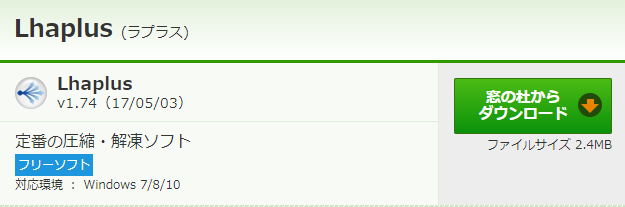 Lhaplus (ラプラス)
Lhaplus
v1.74（17/05/03）
窓の杜から
ダウンロード
ファイルサイズ 2.4MB
定番の圧縮・解凍ソフト
フリーソフト
対応環境 ： Windows 7/8/10